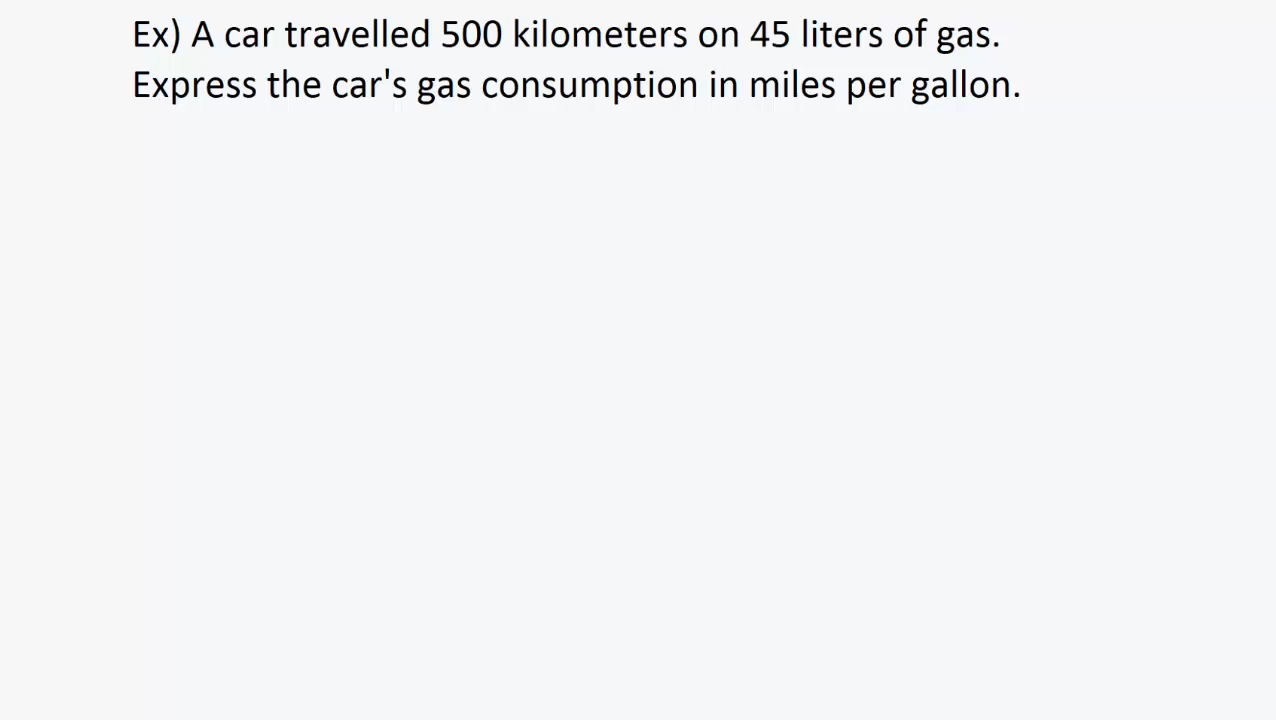 Ex) A car travelled 500 kilometers on 45 liters of gas.
Express the car's gas consumption in miles per gallon.